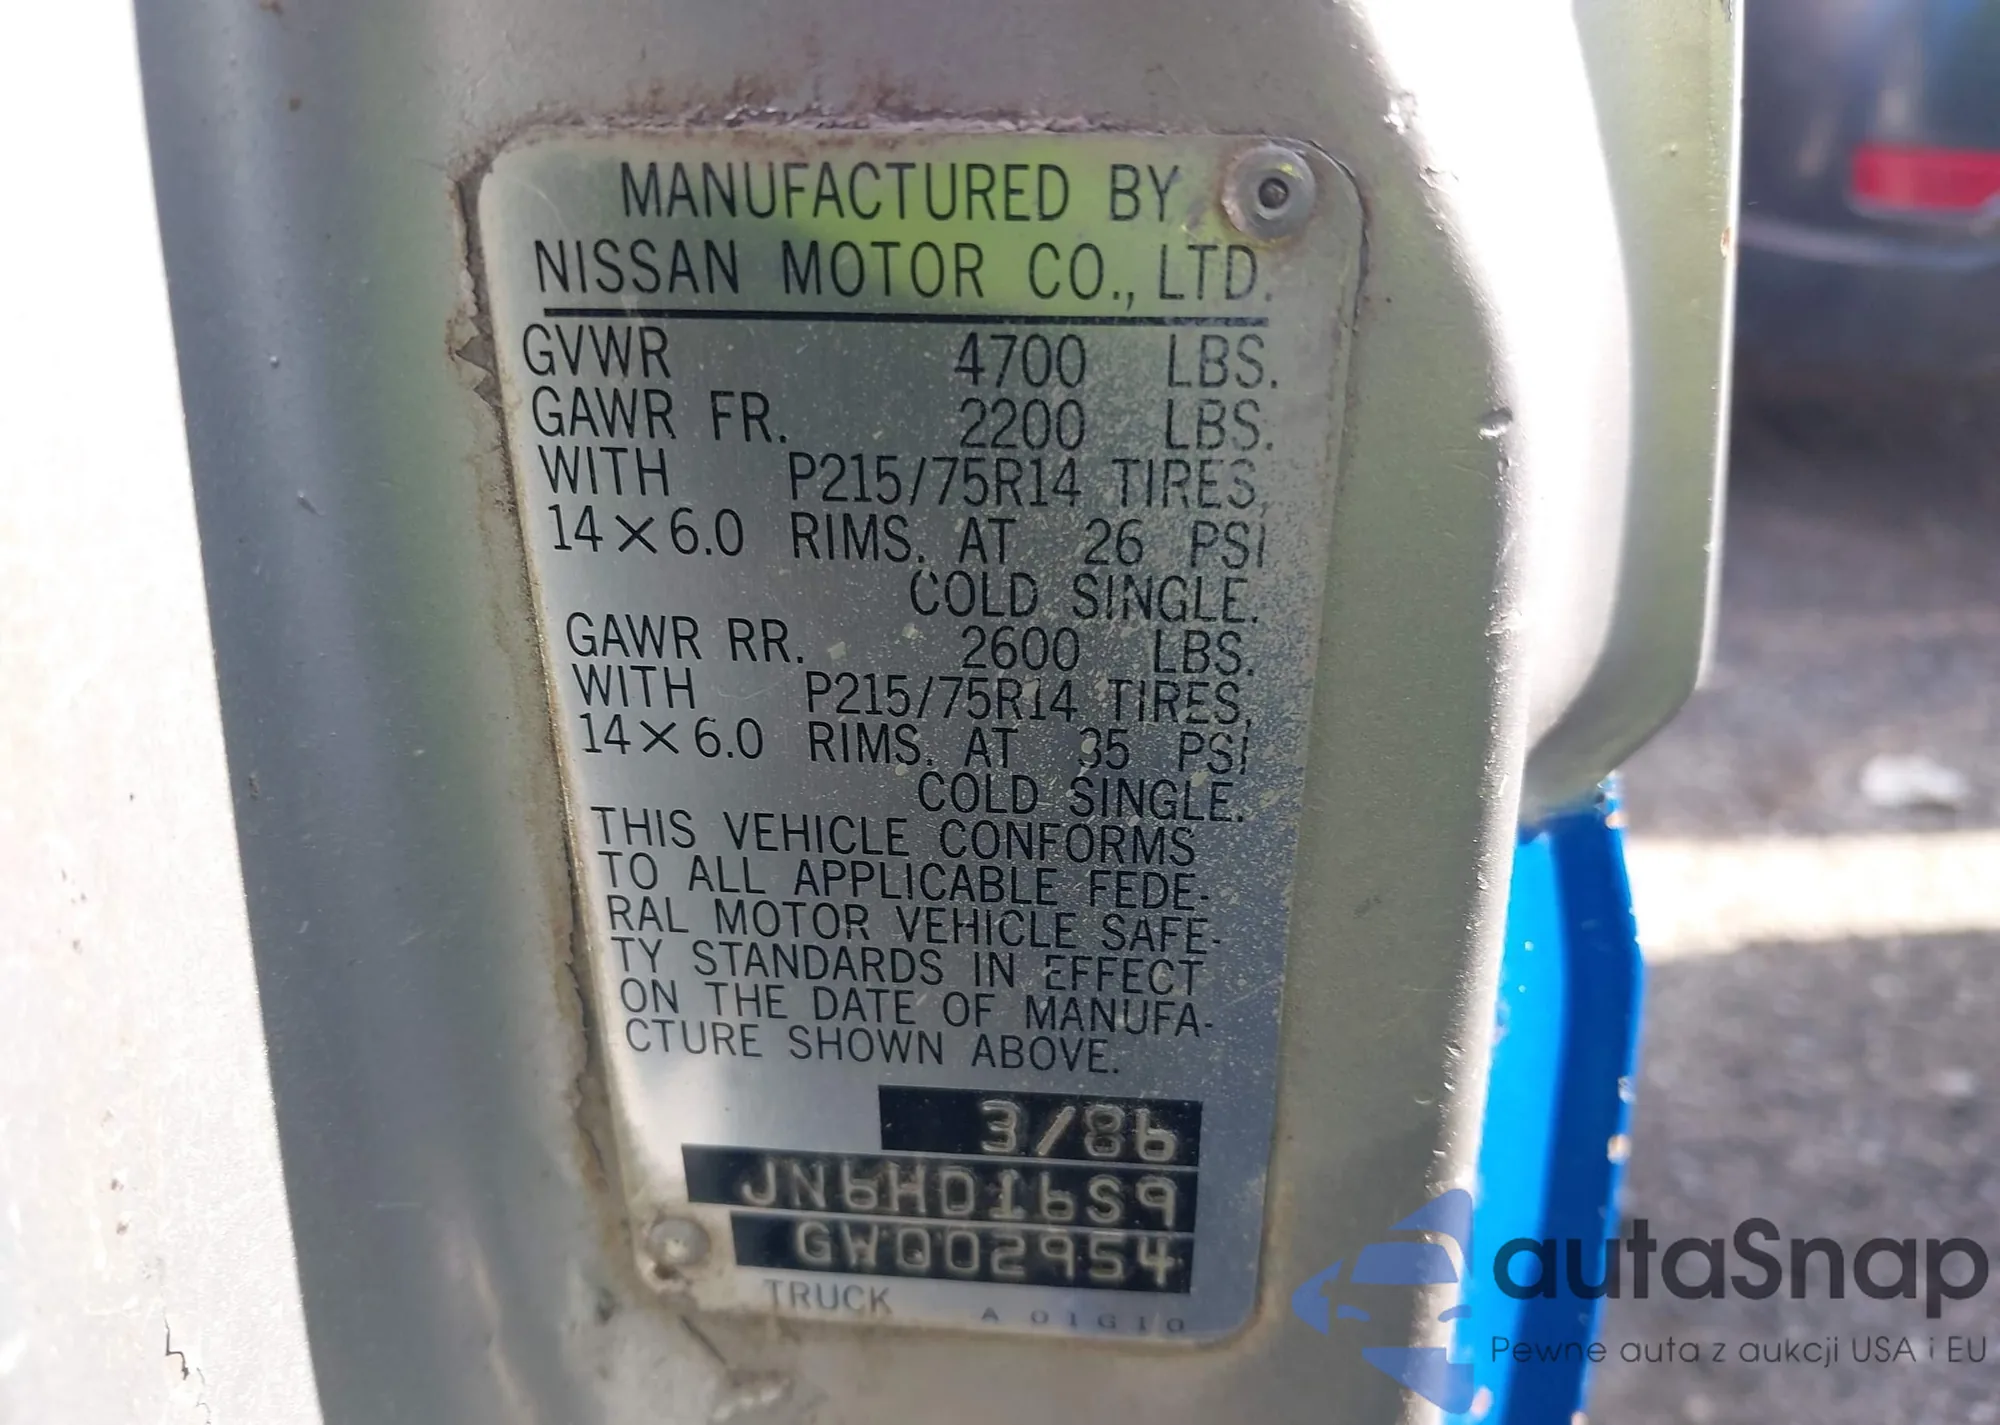 MANUFACTURED BY
NISSAN MOTOR CO., LTD.
GVWR 4700 LBS.
GAWR FR. 2200 LBS.
WITH P215/75R14 TIRES,
14×6.0 RIMS. AT 26 PSI
COLD SINGLE.
GAWR RR. 2600 LBS.
WITH P215/75R14 TIRES,
14×6.0 RIMS. AT 35 PSI
COLD SINGLE.
THIS VEHICLE CONFORMS
TO ALL APPLICABLE FEDE-
RAL MOTOR VEHICLE SAFE-
TY STANDARDS IN EFFECT
ON THE DATE OF MANUFA-
CTURE SHOWN ABOVE.
3/86
JN6HD16S9
GW002954
TRUCK A 01G10
autaSnap
Pewne auta z aukcji USA i EU